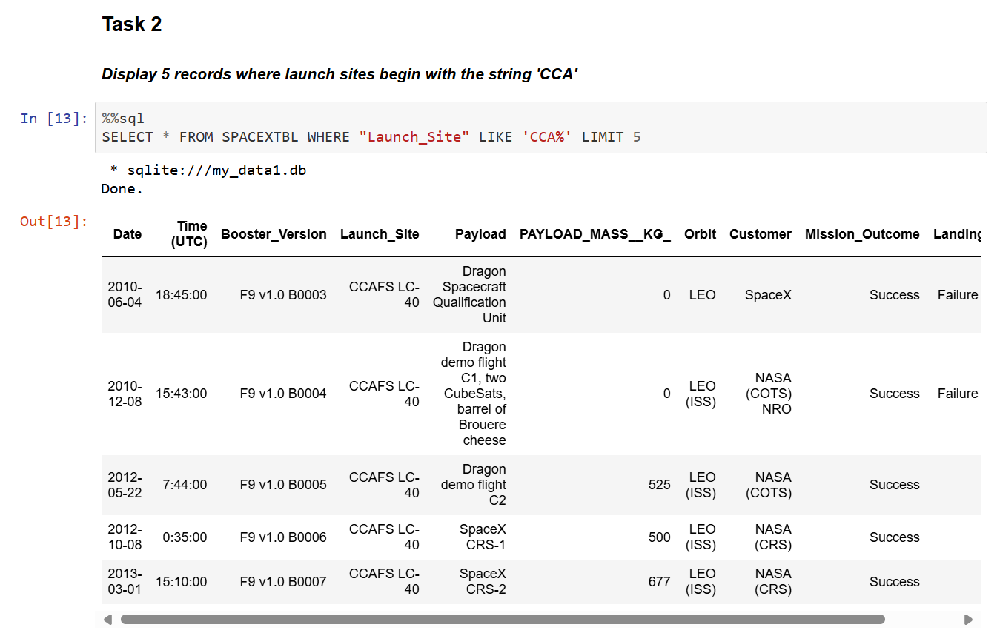 Task 2
Display 5 records where launch sites begin with the string 'CCA'
In [13]:
%%sql
SELECT * FROM SPACEXTBL WHERE "Launch_Site" LIKE 'CCA%' LIMIT 5
* sqlite:///my_data1.db
Done.
Out[13]:
Date Time (UTC) Booster_Version Launch_Site Payload PAYLOAD_MASS__KG_ Orbit Customer Mission_Outcome Landing
2010-06-04 18:45:00 F9 v1.0 B0003 CCAFS LC-40 Dragon Spacecraft Qualification Unit 0 LEO SpaceX Success Failure
2010-12-08 15:43:00 F9 v1.0 B0004 CCAFS LC-40 Dragon demo flight C1, two CubeSats, barrel of Brouere cheese 0 LEO (ISS) NASA (COTS) NRO Success Failure
2012-05-22 7:44:00 F9 v1.0 B0005 CCAFS LC-40 Dragon demo flight C2 525 LEO (ISS) NASA (COTS) Success
2012-10-08 0:35:00 F9 v1.0 B0006 CCAFS LC-40 SpaceX CRS-1 500 LEO (ISS) NASA (CRS) Success
2013-03-01 15:10:00 F9 v1.0 B0007 CCAFS LC-40 SpaceX CRS-2 677 LEO (ISS) NASA (CRS) Success